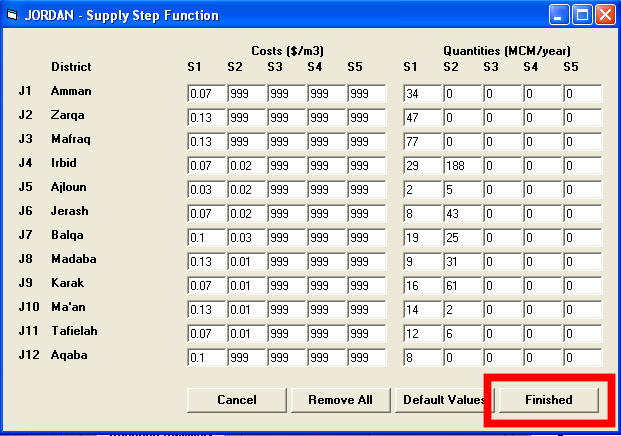 JORDAN - Supply Step Function
Costs ($/m3) Quantities (MCM/year)
District S1 S2 S3 S4 S5 S1 S2 S3 S4 S5
J1 Amman 0.07 999 999 999 999 34 0 0 0 0
J2 Zarqa 0.13 999 999 999 999 47 0 0 0 0
J3 Mafraq 0.13 999 999 999 999 77 0 0 0 0
J4 Irbid 0.07 0.02 999 999 999 29 188 0 0 0
J5 Ajloun 0.03 0.02 999 999 999 2 5 0 0 0
J6 Jerash 0.07 0.02 999 999 999 8 43 0 0 0
J7 Balqa 0.1 0.03 999 999 999 19 25 0 0 0
J8 Madaba 0.13 0.01 999 999 999 9 31 0 0 0
J9 Karak 0.07 0.01 999 999 999 16 61 0 0 0
J10 Ma'an 0.13 0.01 999 999 999 14 2 0 0 0
J11 Tafielah 0.07 0.01 999 999 999 12 6 0 0 0
J12 Aqaba 0.1 999 999 999 999 8 0 0 0 0
Cancel Remove All Default Values Finished